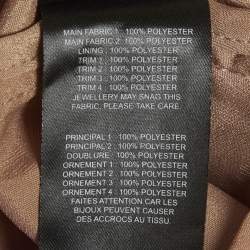 MAIN FABRIC 1 : 100% POLYESTER
MAIN FABRIC 2 : 100% POLYESTER
LINING : 100% POLYESTER
TRIM 1 : 100% POLYESTER
TRIM 2 : 100% POLYESTER
TRIM 3 : 100% POLYESTER
TRIM 4 : 100% POLYESTER
JEWELLERY MAY SNAG THIS
FABRIC, PLEASE TAKE CARE.
PRINCIPAL 1 : 100% POLYESTER
PRINCIPAL 2 : 100% POLYESTER
DOUBLURE : 100% POLYESTER
ORNEMENT 1 : 100% POLYESTER
ORNEMENT 2 : 100% POLYESTER
ORNEMENT 3 : 100% POLYESTER
ORNEMENT 4 : 100% POLYESTER
FAITES ATTENTION CAR LES
BIJOUX PEUVENT CAUSER
DES ACCROCS AU TISSU.